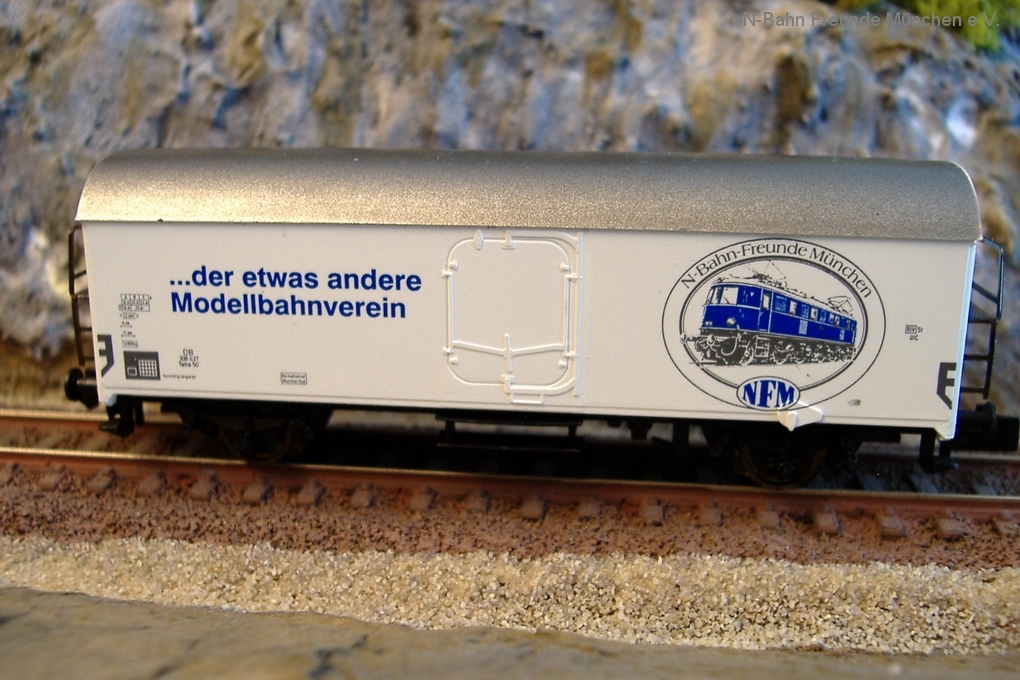 N-Bahn Freunde München e.V.
...der etwas andere
Modellbahnverein
N-Bahn-Freunde München
NFM
DB